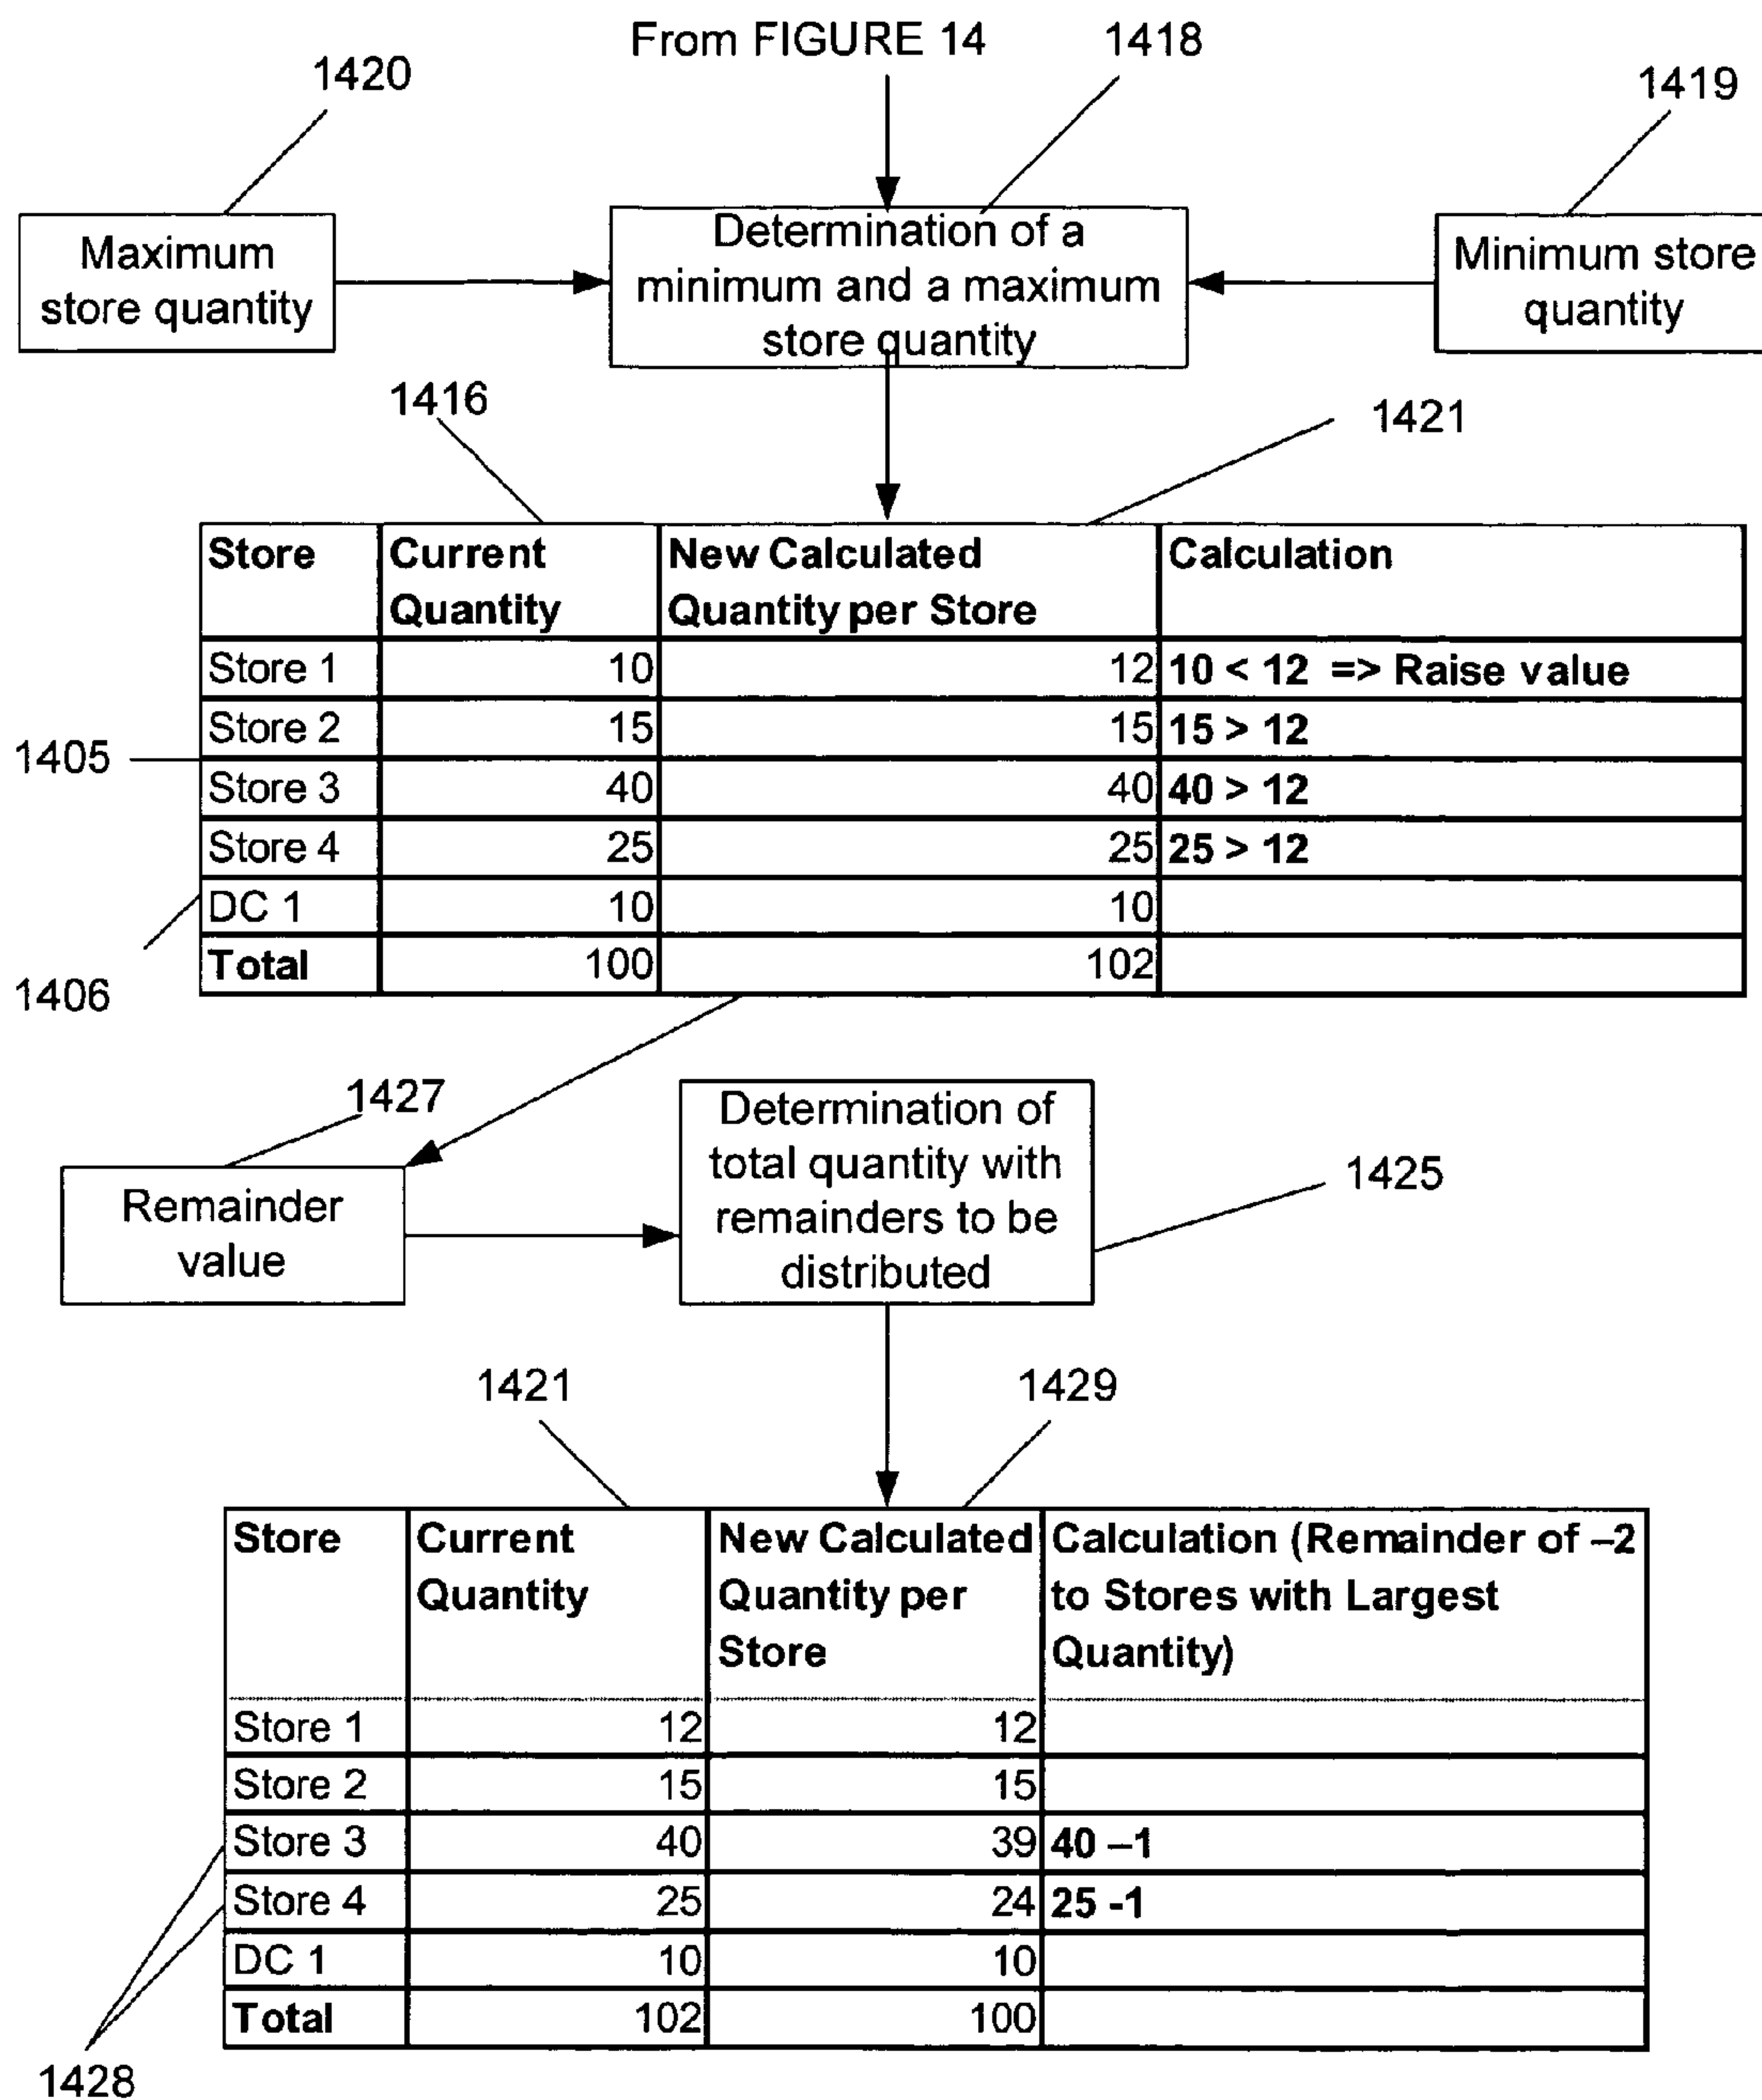 From FIGURE 14
1418
1420
1419
Maximum
store quantity
Determination of a
minimum and a maximum
store quantity
Minimum store
quantity
1416
1421
Store Current Quantity New Calculated Quantity per Store Calculation
Store 1 10 12 10 < 12 => Raise value
Store 2 15 15 15 > 12
1405
Store 3 40 40 40 > 12
Store 4 25 25 25 > 12
DC 1 10 10
Total 100 102
1406
1427
Remainder
value
Determination of
total quantity with
remainders to be
distributed
1425
1421
1429
Store Current Quantity New Calculated Quantity per Store Calculation (Remainder of –2 to Stores with Largest Quantity)
Store 1 12 12
Store 2 15 15
Store 3 40 39 40 –1
Store 4 25 24 25 -1
DC 1 10 10
Total 102 100
1428